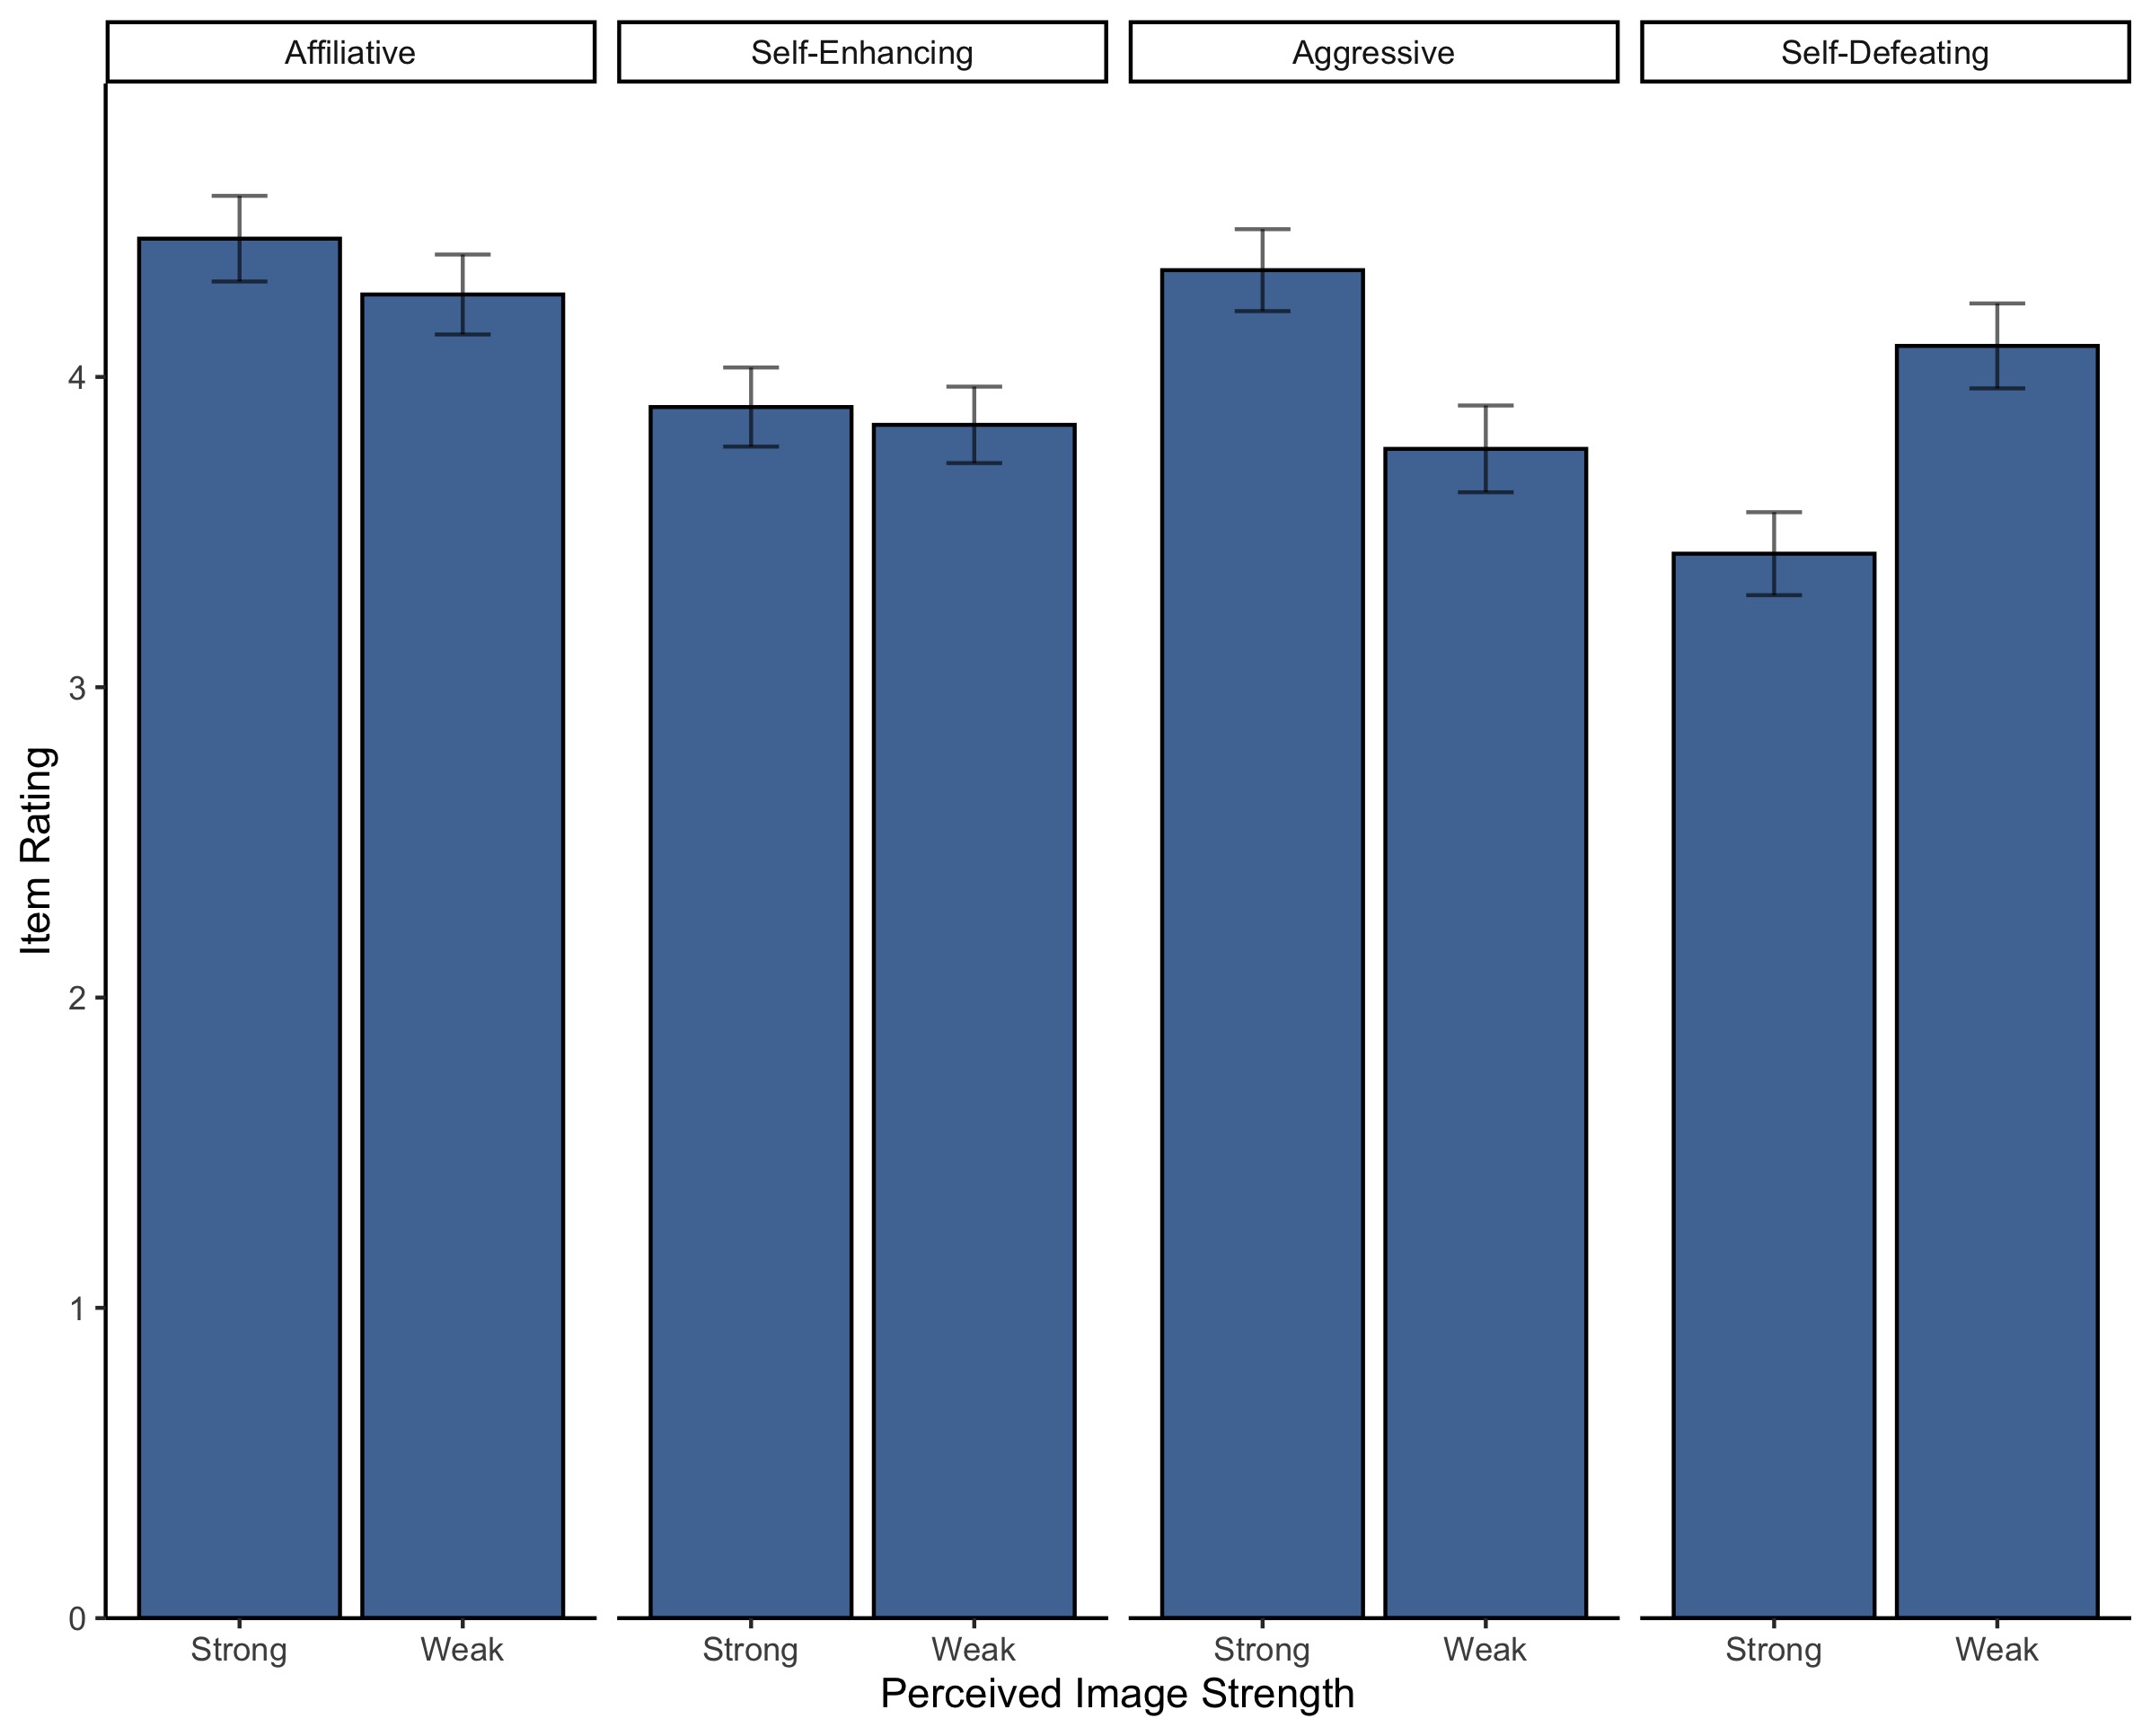 Affiliative
Self-Enhancing
Aggressive
Self-Defeating
Item Rating
4
3
2
1
0
Strong
Weak
Strong
Weak
Strong
Weak
Strong
Weak
Perceived Image Strength